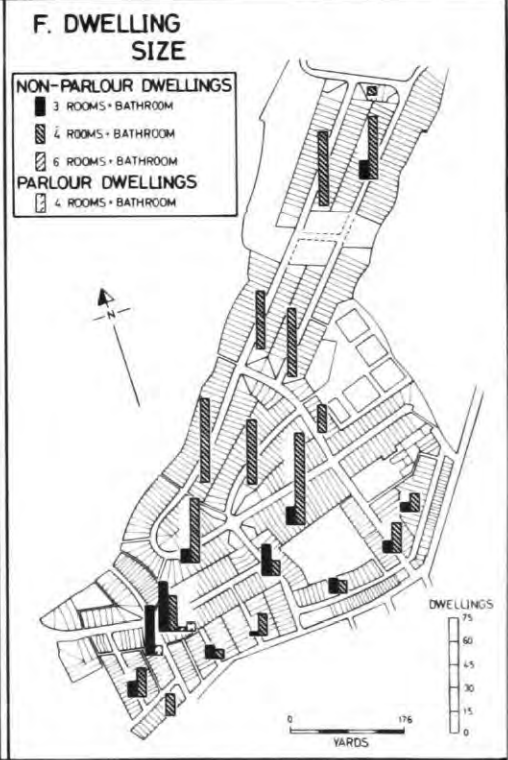 F. DWELLING
SIZE
NON-PARLOUR DWELLINGS
3 ROOMS + BATHROOM
4 ROOMS + BATHROOM
6 ROOMS + BATHROOM
PARLOUR DWELLINGS
4 ROOMS + BATHROOM
N
DWELLINGS
75
60
45
30
15
0
0 176
YARDS